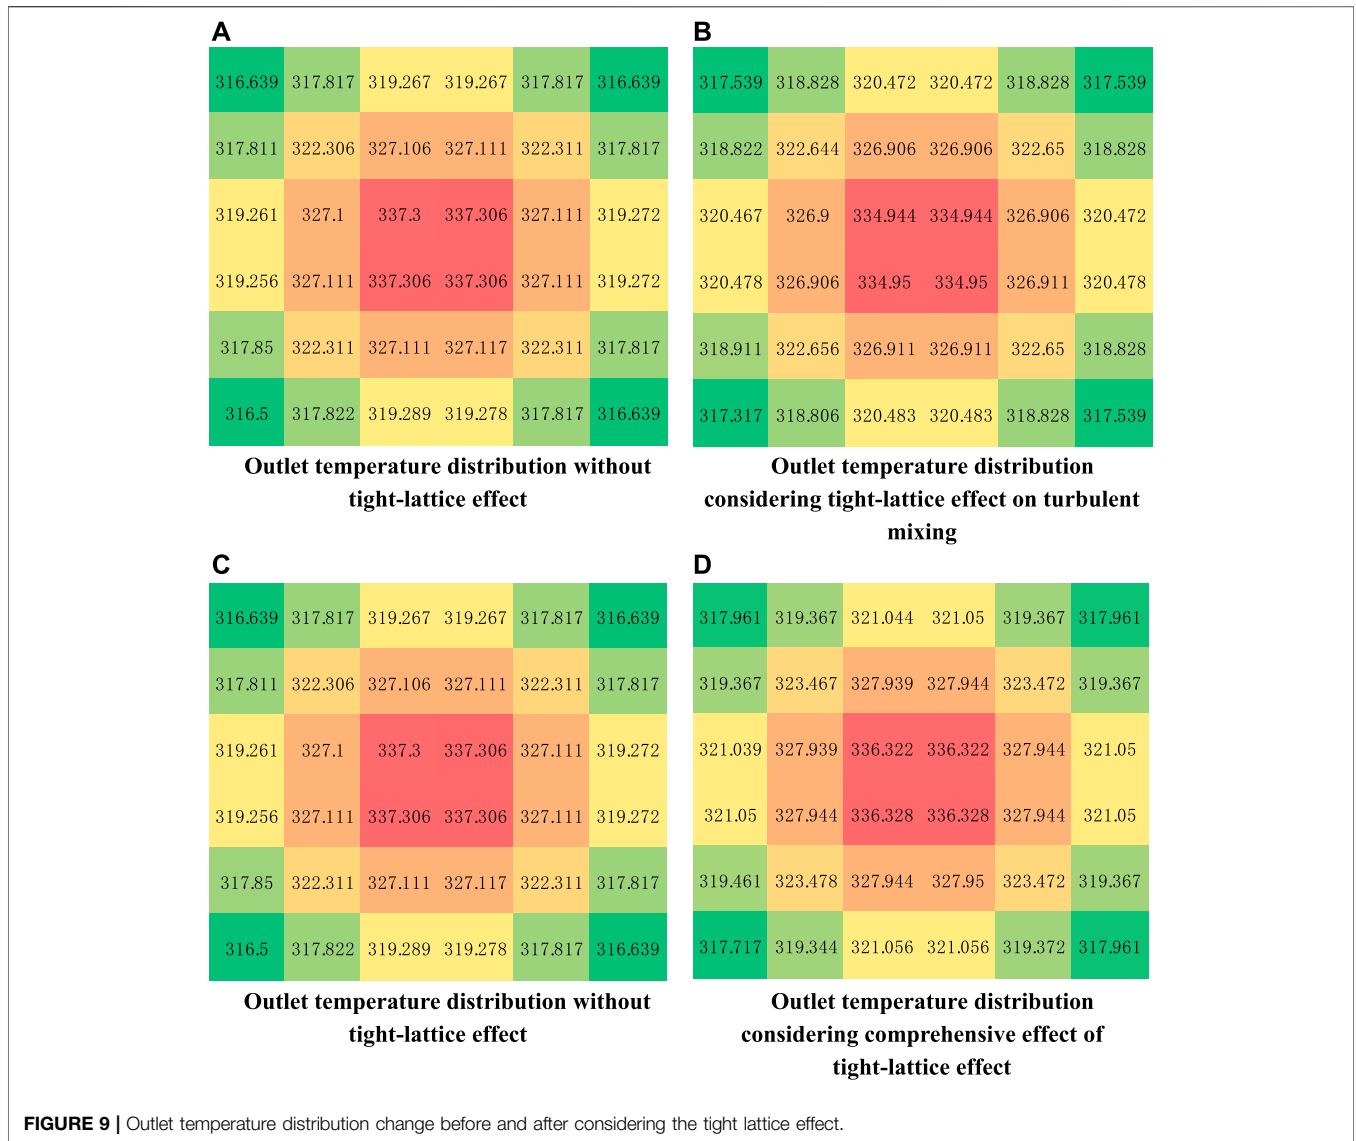 A
316.639 317.817 319.267 319.267 317.817 316.639
317.811 322.306 327.106 327.111 322.311 317.817
319.261 327.1 337.3 337.306 327.111 319.272
319.256 327.111 337.306 337.306 327.111 319.272
317.85 322.311 327.111 327.117 322.311 317.817
316.5 317.822 319.289 319.278 317.817 316.639
Outlet temperature distribution without
tight-lattice effect
B
317.539 318.828 320.472 320.472 318.828 317.539
318.822 322.644 326.906 326.906 322.65 318.828
320.467 326.9 334.944 334.944 326.906 320.472
320.478 326.906 334.95 334.95 326.911 320.478
318.911 322.656 326.911 326.911 322.65 318.828
317.317 318.806 320.483 320.483 318.828 317.539
Outlet temperature distribution
considering tight-lattice effect on turbulent
mixing
C
316.639 317.817 319.267 319.267 317.817 316.639
317.811 322.306 327.106 327.111 322.311 317.817
319.261 327.1 337.3 337.306 327.111 319.272
319.256 327.111 337.306 337.306 327.111 319.272
317.85 322.311 327.111 327.117 322.311 317.817
316.5 317.822 319.289 319.278 317.817 316.639
Outlet temperature distribution without
tight-lattice effect
D
317.961 319.367 321.044 321.05 319.367 317.961
319.367 323.467 327.939 327.944 323.472 319.367
321.039 327.939 336.322 336.322 327.944 321.05
321.05 327.944 336.328 336.328 327.944 321.05
319.461 323.478 327.944 327.95 323.472 319.367
317.717 319.344 321.056 321.056 319.372 317.961
Outlet temperature distribution
considering comprehensive effect of
tight-lattice effect
FIGURE 9 | Outlet temperature distribution change before and after considering the tight lattice effect.